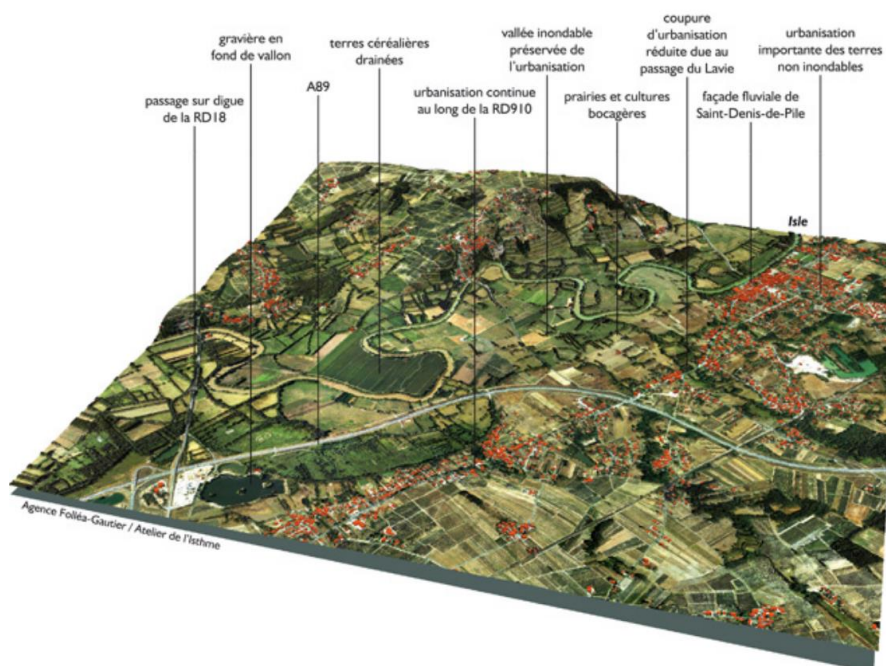 gravière en
fond de vallon
passage sur digue
de la RD18
terres céréalières
drainées
A89
urbanisation continue
au long de la RD910
vallée inondable
préservée de
l'urbanisation
prairies et cultures
bocagères
coupure
d'urbanisation
réduite due au
passage du Lavie
façade fluviale de
Saint-Denis-de-Pile
urbanisation
importante des terres
non inondables
Isle
Agence Folléa-Gautier / Atelier de l'Isthme